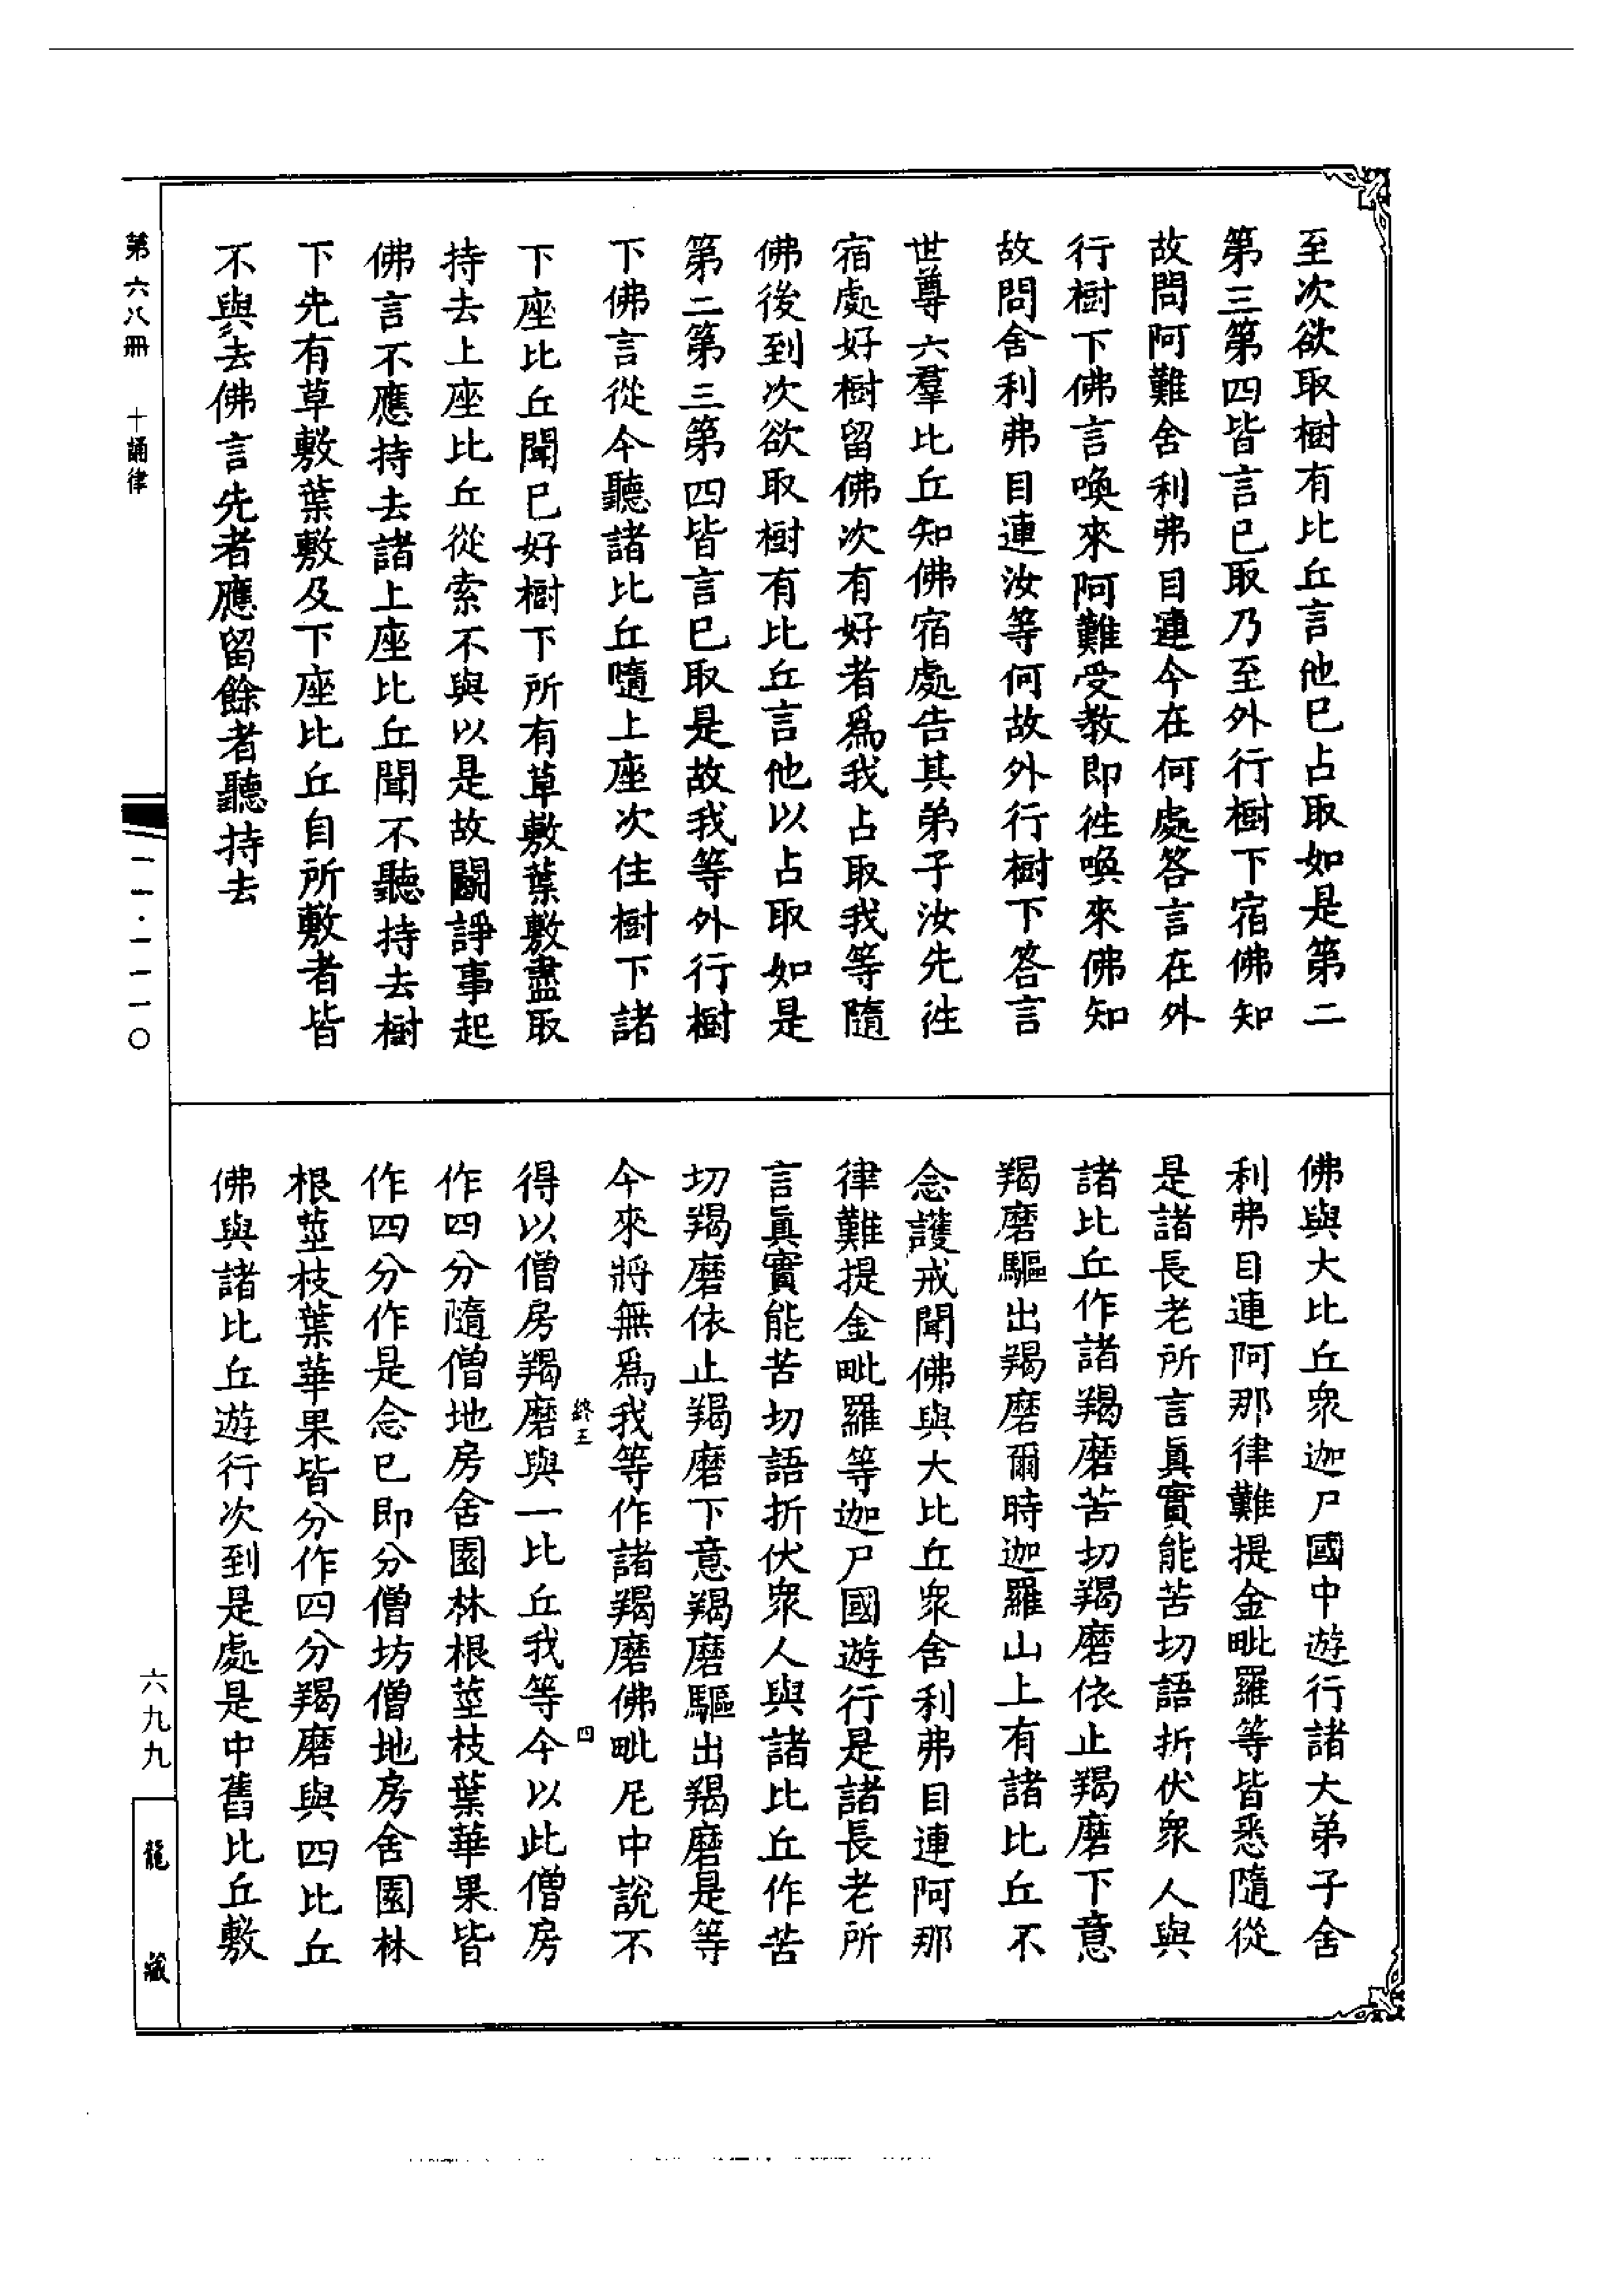 至次欲取樹有比丘言他已占取如是第二
第三第四皆言已取乃至外行樹下宿佛知
故問阿難舍利弗目連今在何處答言在外
行樹下佛言喚來阿難受教即往喚來佛知
故問舍利弗目連汝等何故外行樹下答言
世尊六羣比丘知佛宿處告其弟子汝先往
宿處好樹留佛次有好者爲我占取我等隨
佛後到次欲取樹有比丘言他以占取如是
第二第三第四皆言已取是故我等外行樹
下佛言從今聽諸比丘隨上座次住樹下諸
下座比丘聞已好樹下所有草敷葉敷盡取
持去上座比丘從索不與以是故鬭諍事起
佛言不應持去諸上座比丘聞不聽持去樹
下先有草敷葉敷及下座比丘自所敷者皆
不與去佛言先者應留餘者聽持去
佛與大比丘眾迦尸國中遊行諸大弟子舍
利弗目連阿那律難提金毗羅等皆悉隨從
是諸長老所言眞實能苦切語折伏眾人與
諸比丘作諸羯磨苦切羯磨依止羯磨下意
羯磨驅出羯磨爾時迦羅山上有諸比丘不
念護戒聞佛與大比丘眾舍利弗目連阿那
律難提金毗羅等迦尸國遊行是諸長老所
言眞實能苦切語折伏眾人與諸比丘作苦
切羯磨依止羯磨下意羯磨驅出羯磨是等
今來將無爲我等作諸羯磨佛毗尼中說不
終五 四
得以僧房羯磨與一比丘我等今以此僧房
作四分隨僧地房舍園林根莖枝葉華果皆
作四分作是念已即分僧坊僧地房舍園林
根莖枝葉華果皆分作四分羯磨與四比丘
佛與諸比丘遊行次到是處是中舊比丘敷
第六八冊 十誦律
一一·一一一〇
六九九
龍藏